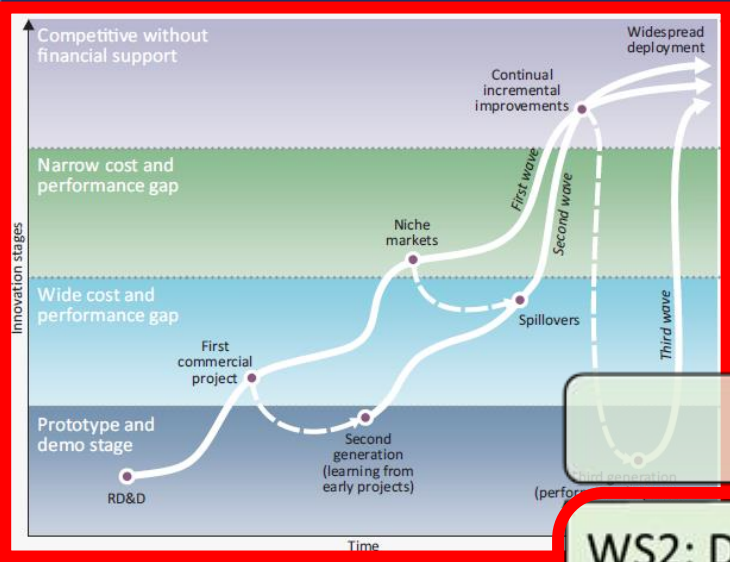 Competitive without
financial support
Widespread
deployment
Continual
incremental
improvements
Narrow cost and
performance gap
First wave
Second wave
Niche
markets
Innovation stages
Wide cost and
performance gap
Spillovers
Third wave
First
commercial
project
Prototype and
demo stage
Second
generation
(learning from
early projects)
RD&D
Third generation
Time
WS2: